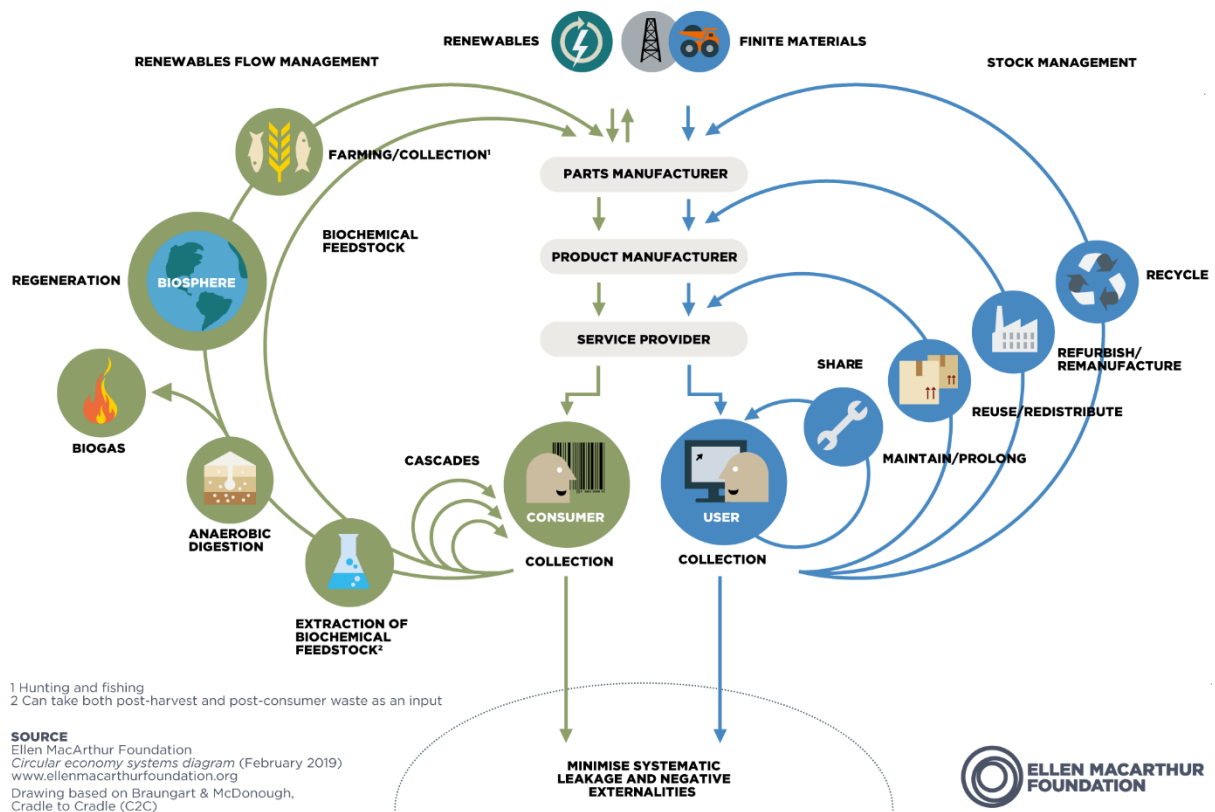 RENEWABLES
FINITE MATERIALS
RENEWABLES FLOW MANAGEMENT
STOCK MANAGEMENT
FARMING/COLLECTION¹
PARTS MANUFACTURER
BIOCHEMICAL
FEEDSTOCK
REGENERATION
BIOSPHERE
PRODUCT MANUFACTURER
RECYCLE
SERVICE PROVIDER
SHARE
REFURBISH/
REMANUFACTURE
REUSE/REDISTRIBUTE
BIOGAS
CASCADES
MAINTAIN/PROLONG
CONSUMER
USER
ANAEROBIC
DIGESTION
COLLECTION
COLLECTION
EXTRACTION OF
BIOCHEMICAL
FEEDSTOCK²
1 Hunting and fishing
2 Can take both post-harvest and post-consumer waste as an input
SOURCE
Ellen MacArthur Foundation
Circular economy systems diagram (February 2019)
www.ellenmacarthurfoundation.org
Drawing based on Braungart & McDonough,
Cradle to Cradle (C2C)
MINIMISE SYSTEMATIC
LEAKAGE AND NEGATIVE
EXTERNALITIES
ELLEN MACARTHUR
FOUNDATION